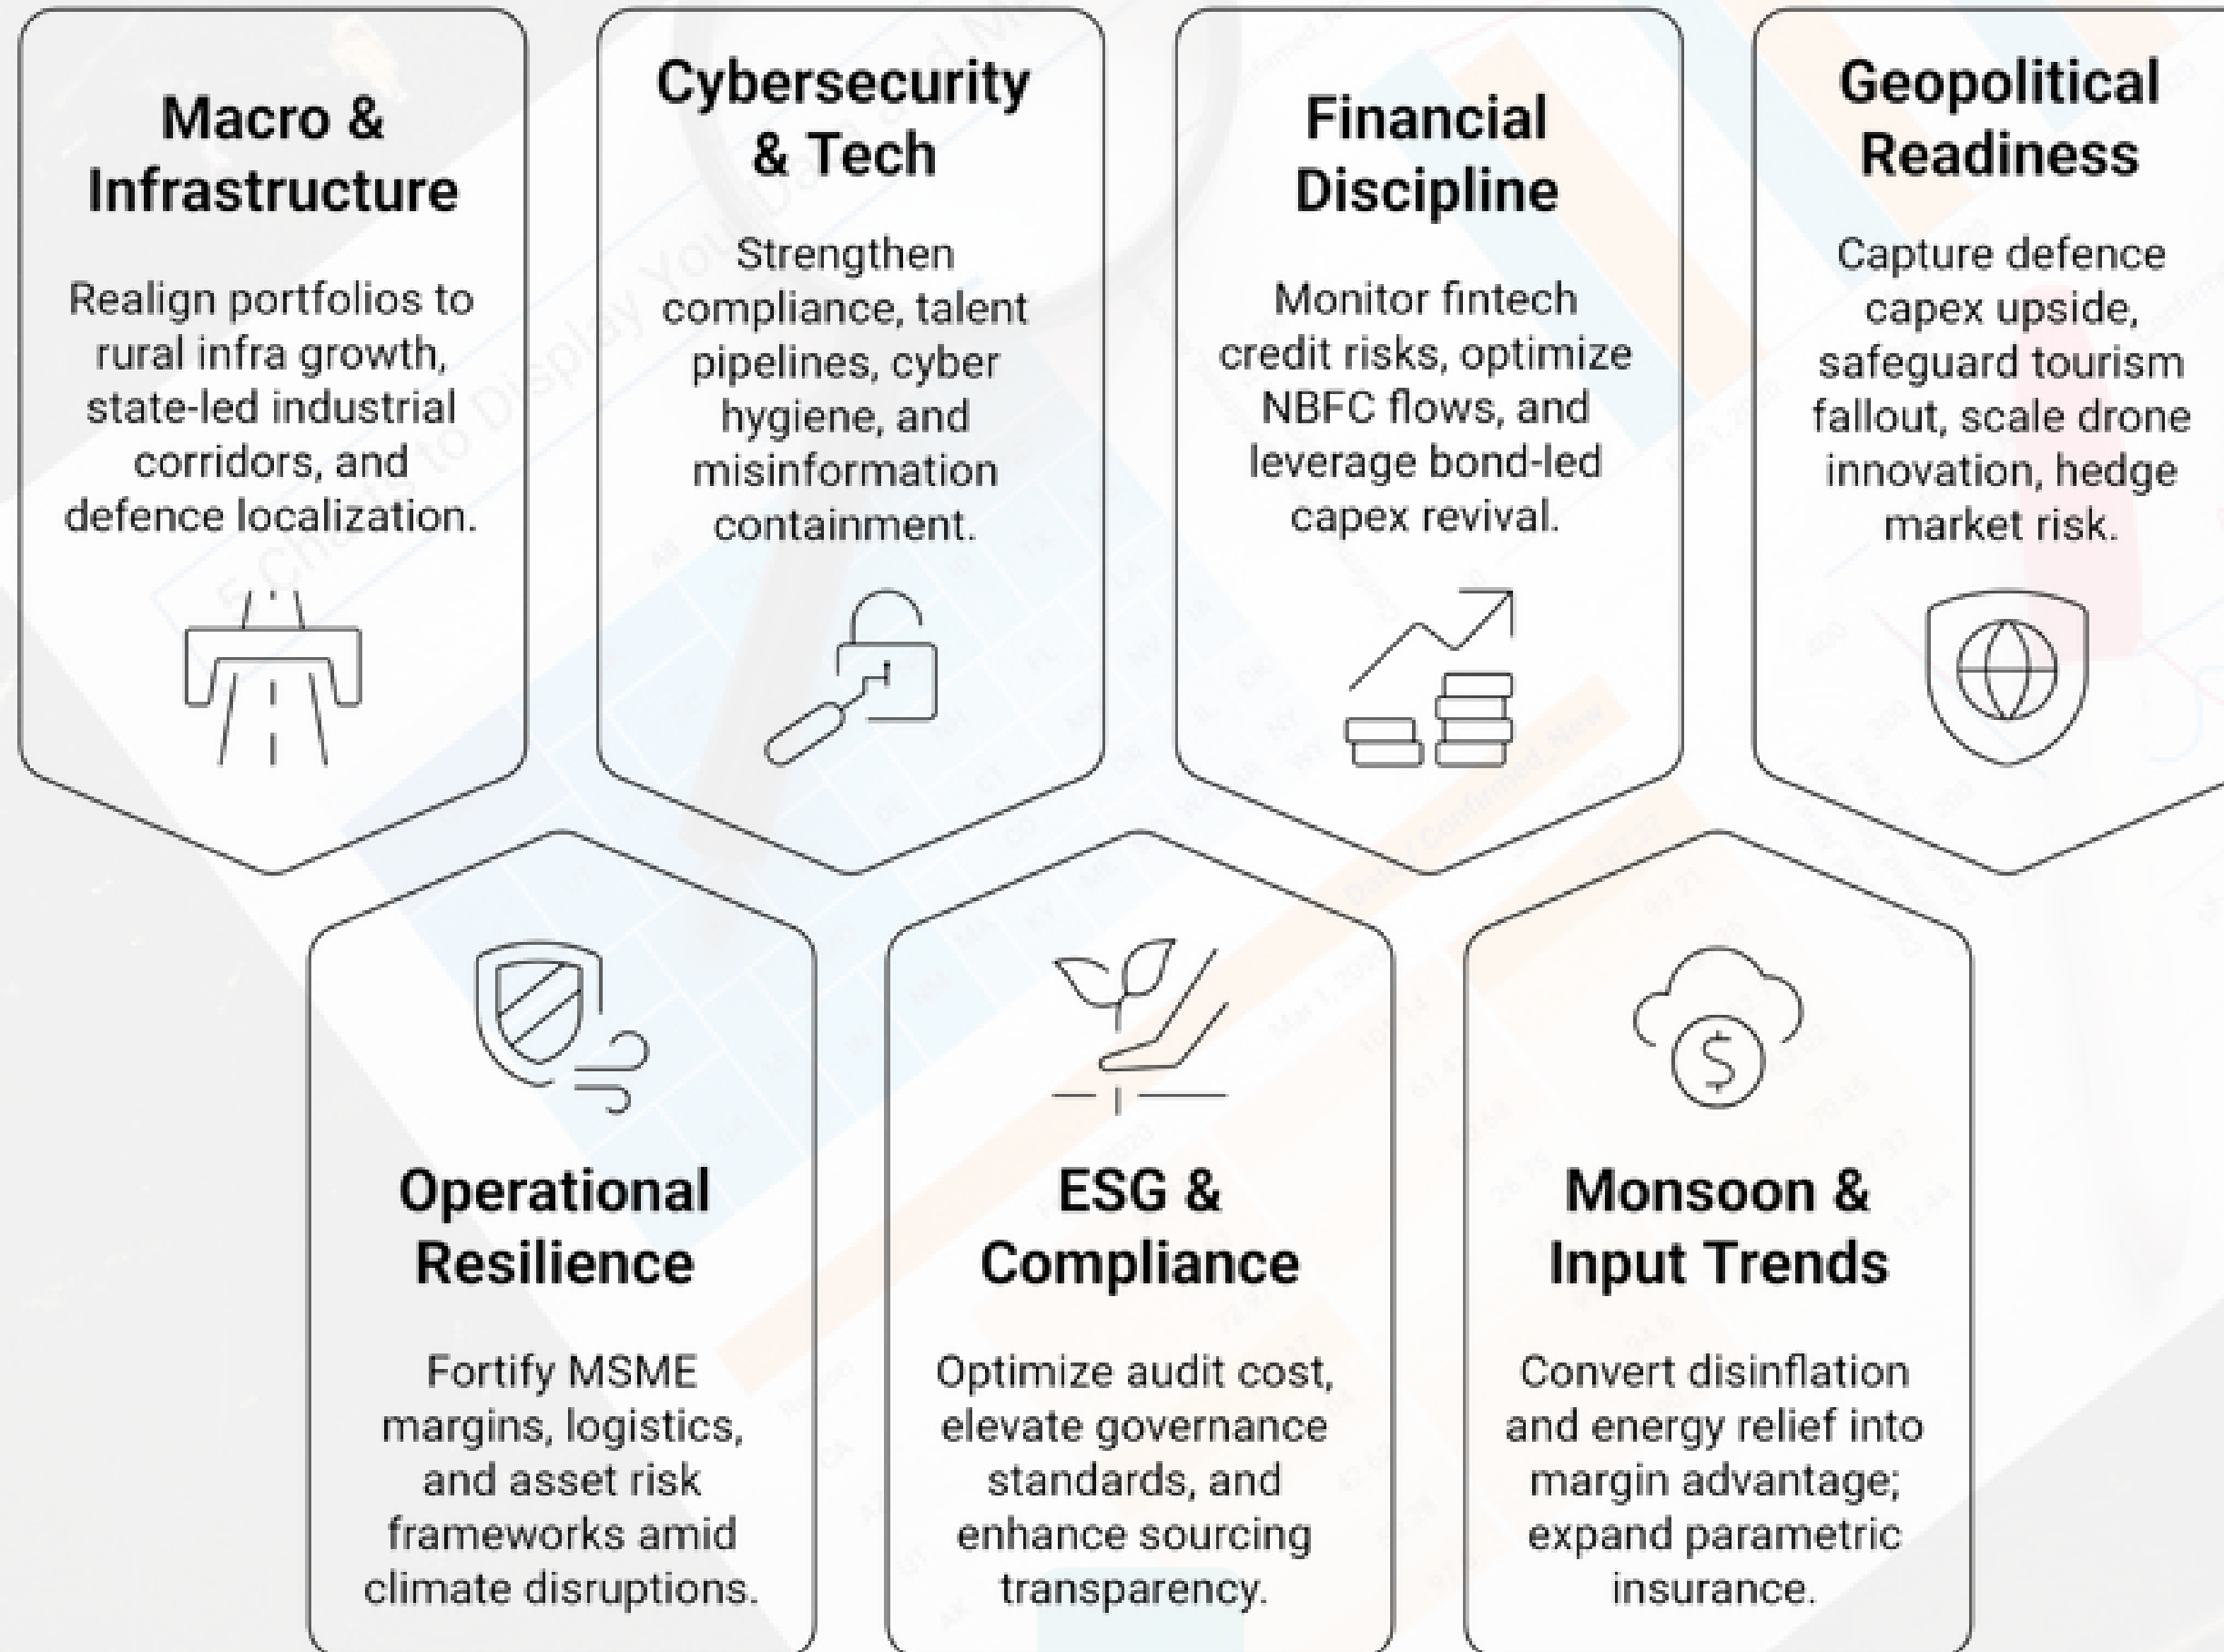 Macro &
Infrastructure
Realign portfolios to
rural infra growth,
state-led industrial
corridors, and
defence localization.
Cybersecurity
& Tech
Strengthen
compliance, talent
pipelines, cyber
hygiene, and
misinformation
containment.
Financial
Discipline
Monitor fintech
credit risks, optimize
NBFC flows, and
leverage bond-led
capex revival.
Geopolitical
Readiness
Capture defence
capex upside,
safeguard tourism
fallout, scale drone
innovation, hedge
market risk.
Operational
Resilience
Fortify MSME
margins, logistics,
and asset risk
frameworks amid
climate disruptions.
ESG &
Compliance
Optimize audit cost,
elevate governance
standards, and
enhance sourcing
transparency.
Monsoon &
Input Trends
Convert disinflation
and energy relief into
margin advantage;
expand parametric
insurance.